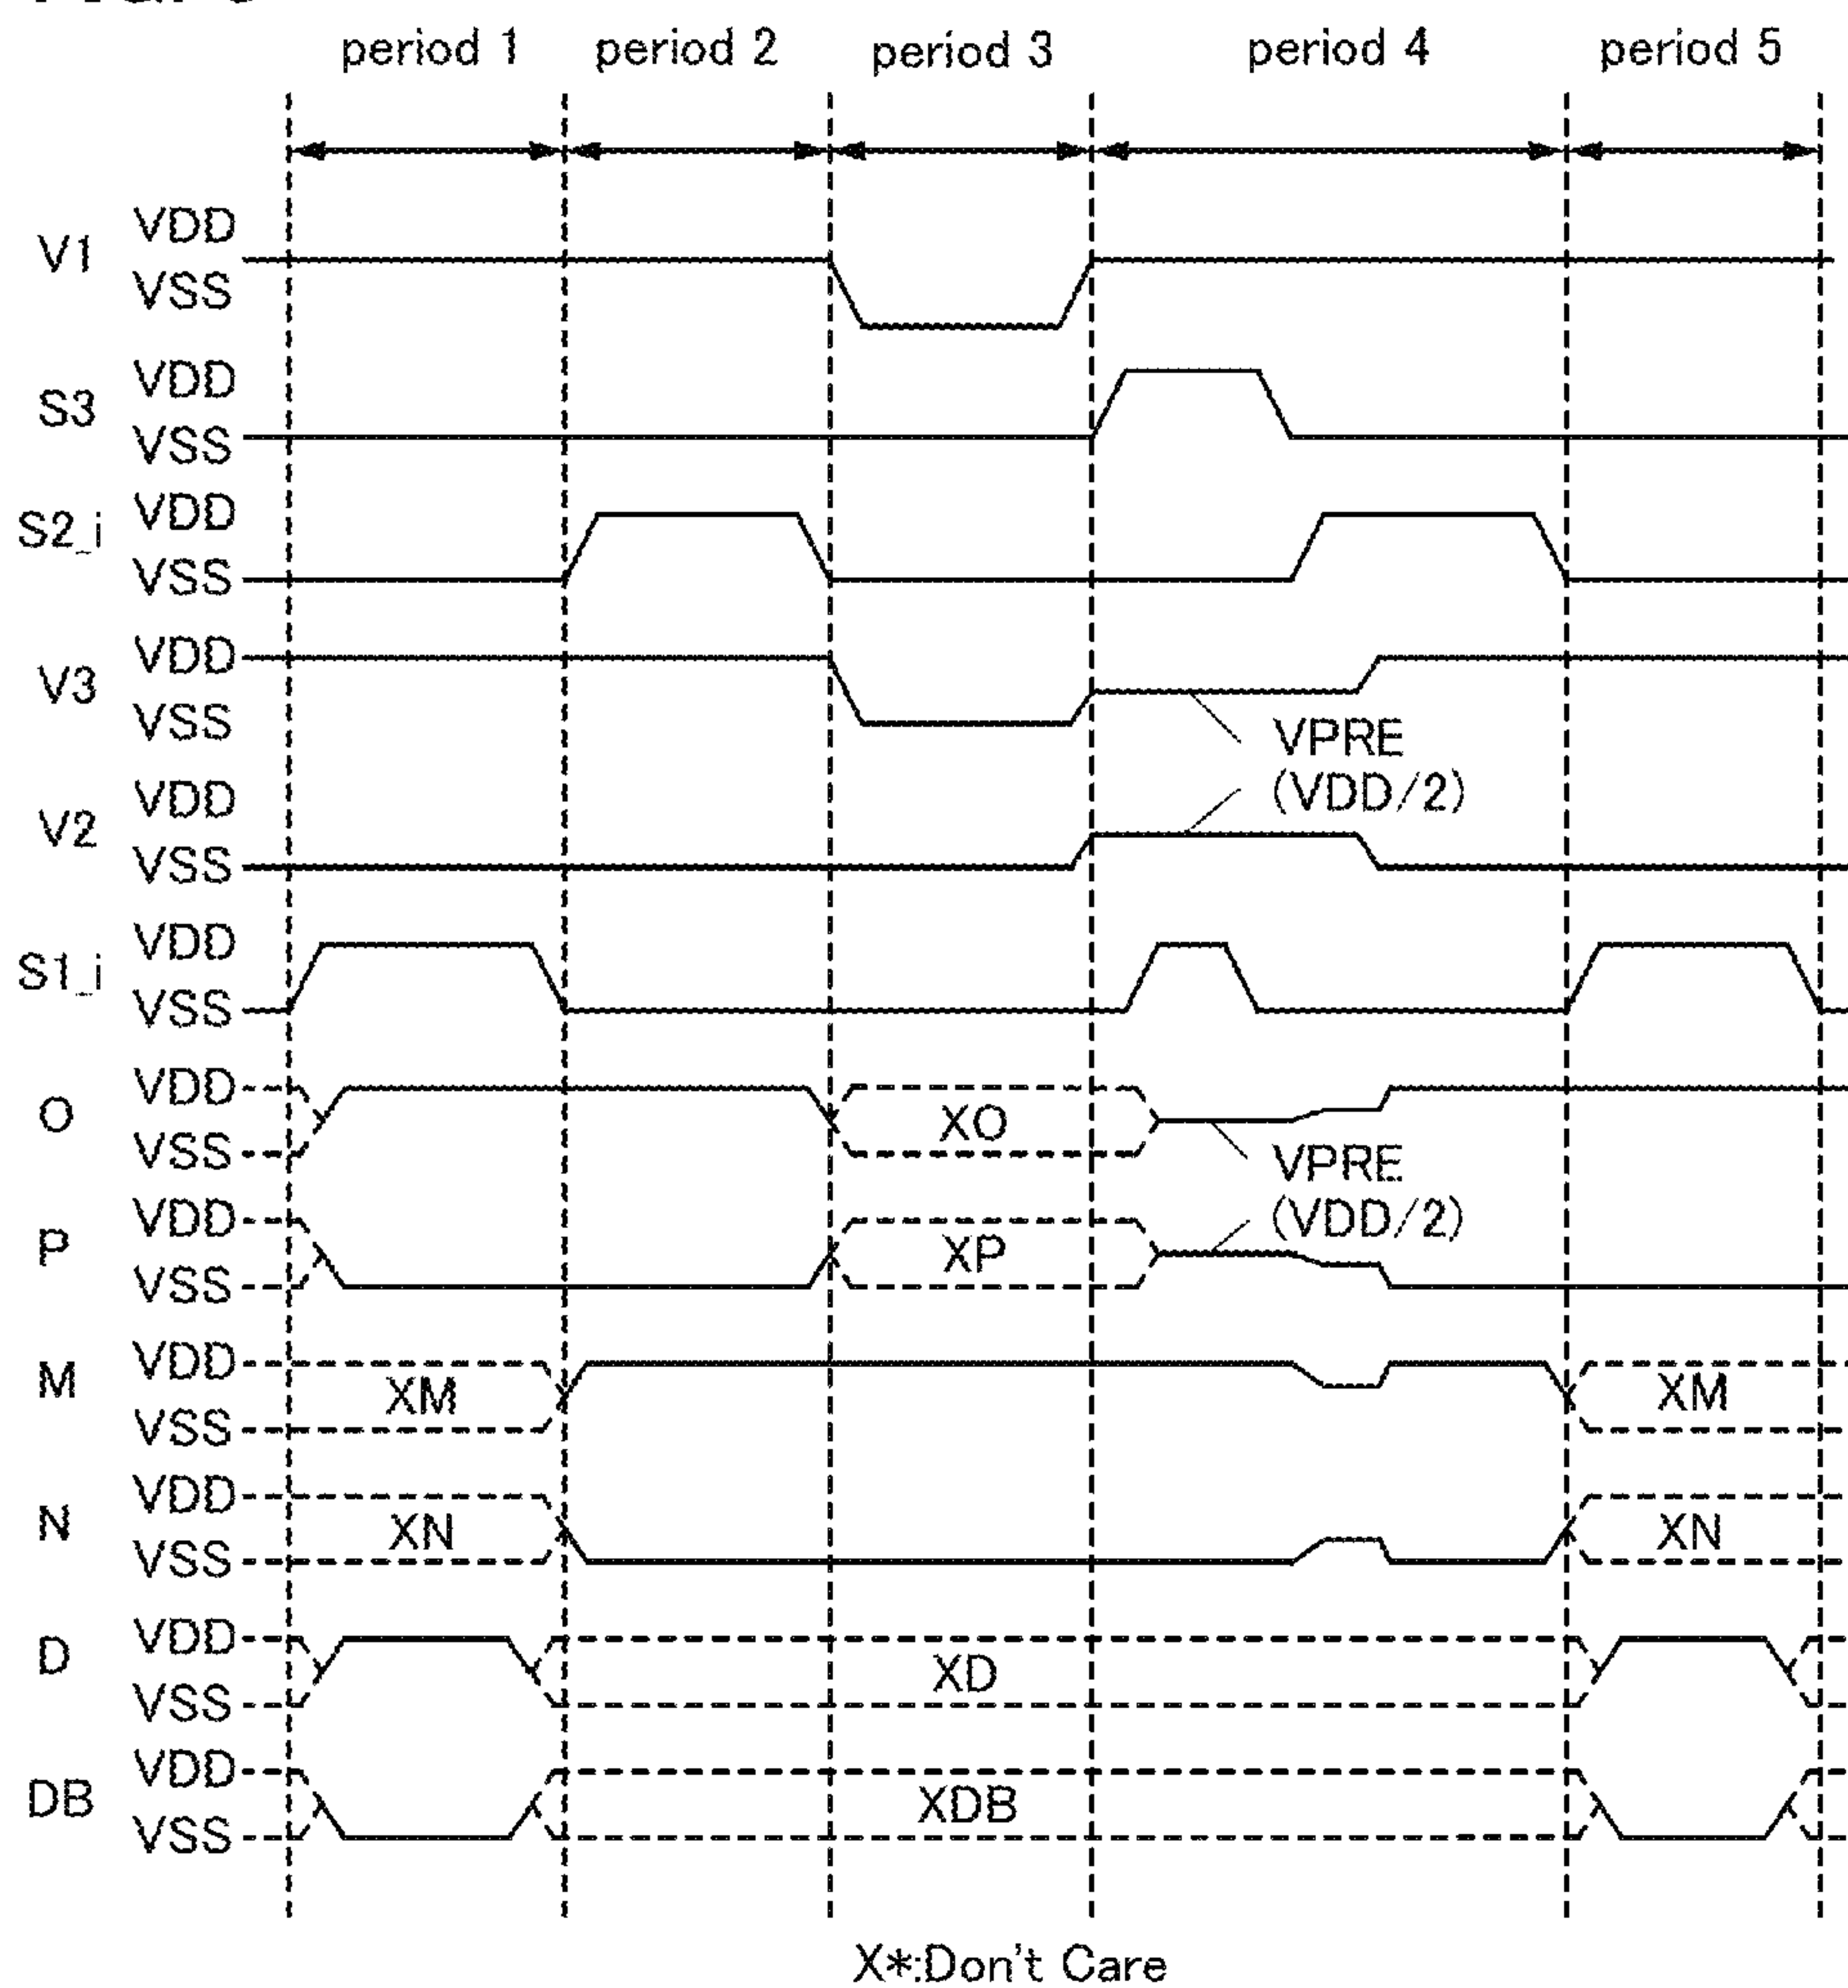 period 1 period 2 period 3 period 4 period 5
V1 VDD
VSS
S3 VDD
VSS
S2_i VDD
VSS
V3 VDD
VSS
VPRE
(VDD/2)
V2 VDD
VSS
S1_i VDD
VSS
O VDD
VSS
XO
VPRE
(VDD/2)
P VDD
VSS
XP
M VDD
VSS
XM XM
N VDD
VSS
XN XN
D VDD
VSS
XD
DB VDD
VSS
XDB
X*:Don't Care